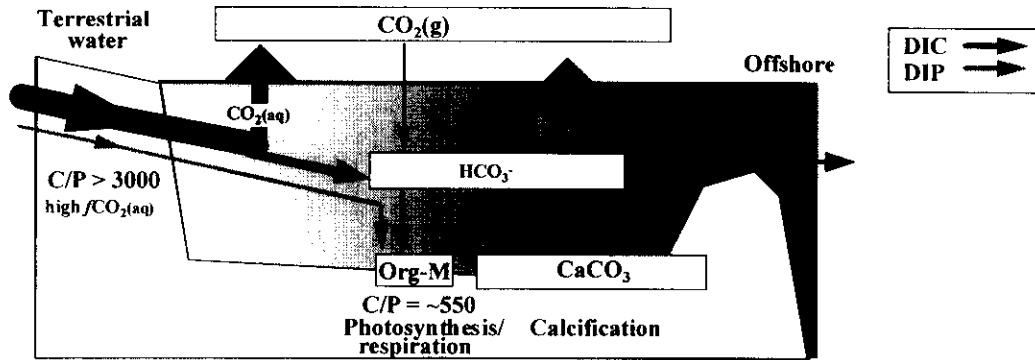 Terrestrial
water
CO₂(g)
DIC
DIP
Offshore
CO₂(aq)
C/P > 3000
high fCO₂(aq)
HCO₃⁻
Org-M
CaCO₃
C/P = ~550
Photosynthesis/ Calcification
respiration